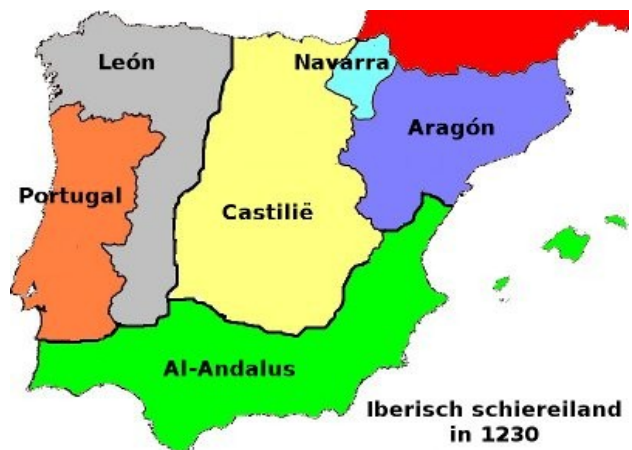 León
Navarra
Aragón
Portugal
Castilië
Al-Andalus
Iberisch schiereiland
in 1230